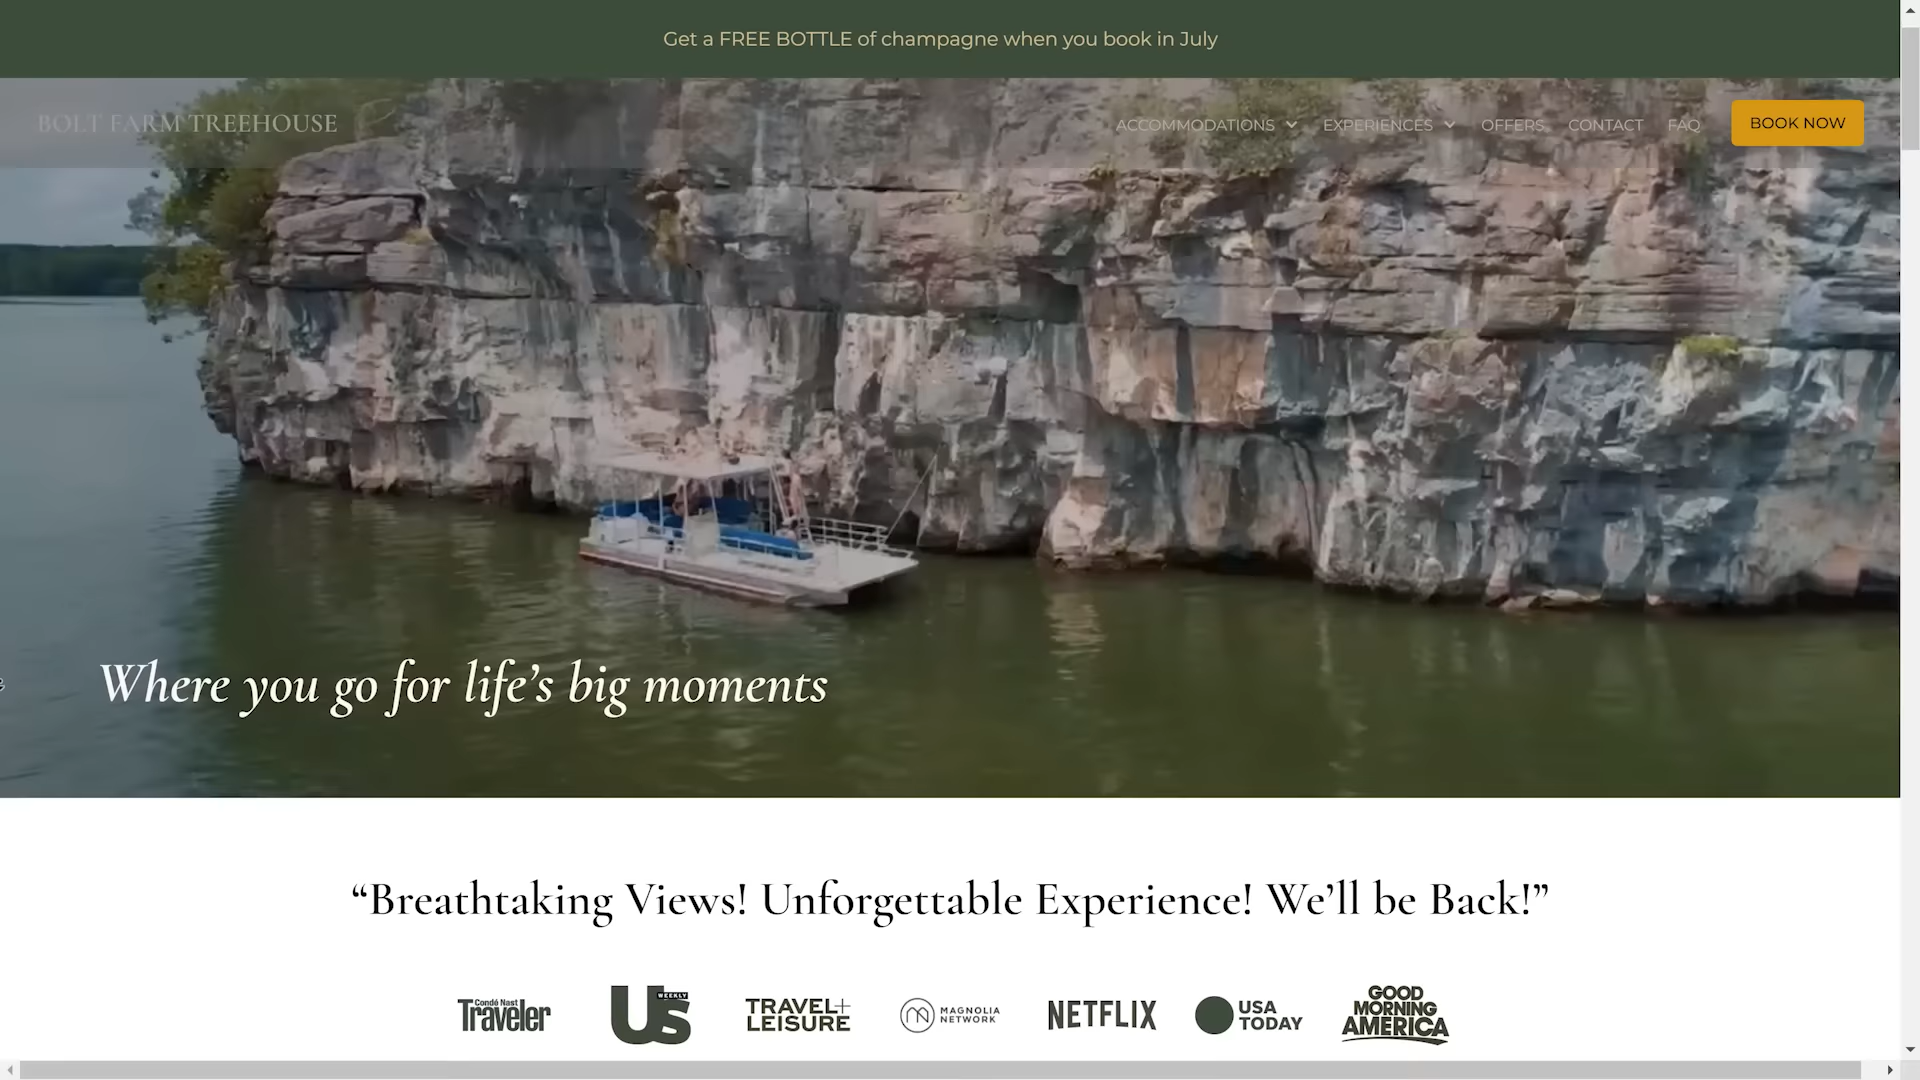 Get a FREE BOTTLE of champagne when you book in July
BOLT FARM TREEHOUSE
ACCOMMODATIONS EXPERIENCES OFFERS CONTACT FAQ BOOK NOW
Where you go for life’s big moments
“Breathtaking Views! Unforgettable Experience! We’ll be Back!”
Condé Nast
Traveler
Us WEEKLY
TRAVEL+
LEISURE
MAGNOLIA
NETWORK
NETFLIX
USA
TODAY
GOOD
MORNING
AMERICA